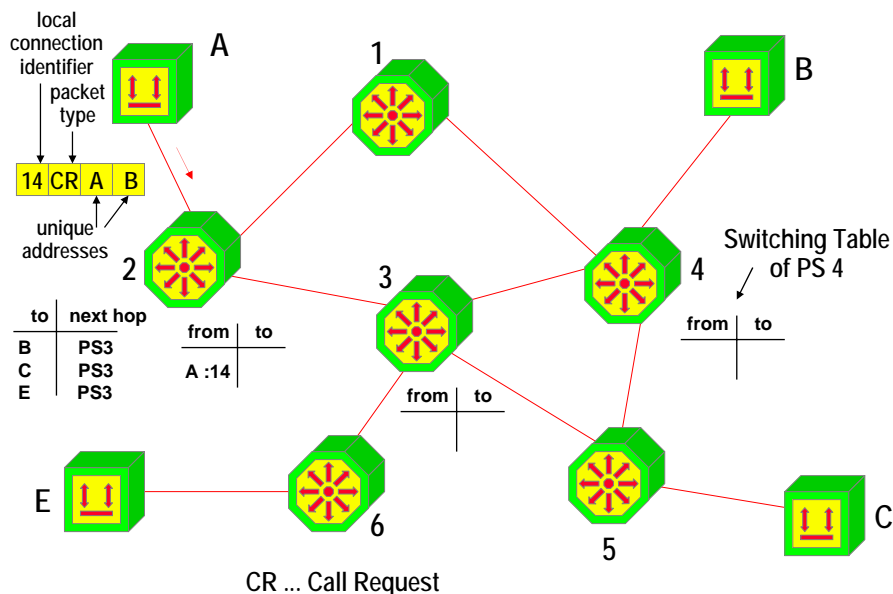 local
connection
identifier
packet
type
A
1
B
14 CR A B
unique
addresses
2
3
4
Switching Table
of PS 4
to next hop
B PS3
C PS3
E PS3
from to
A :14
from to
from to
E
6
5
C
CR ... Call Request